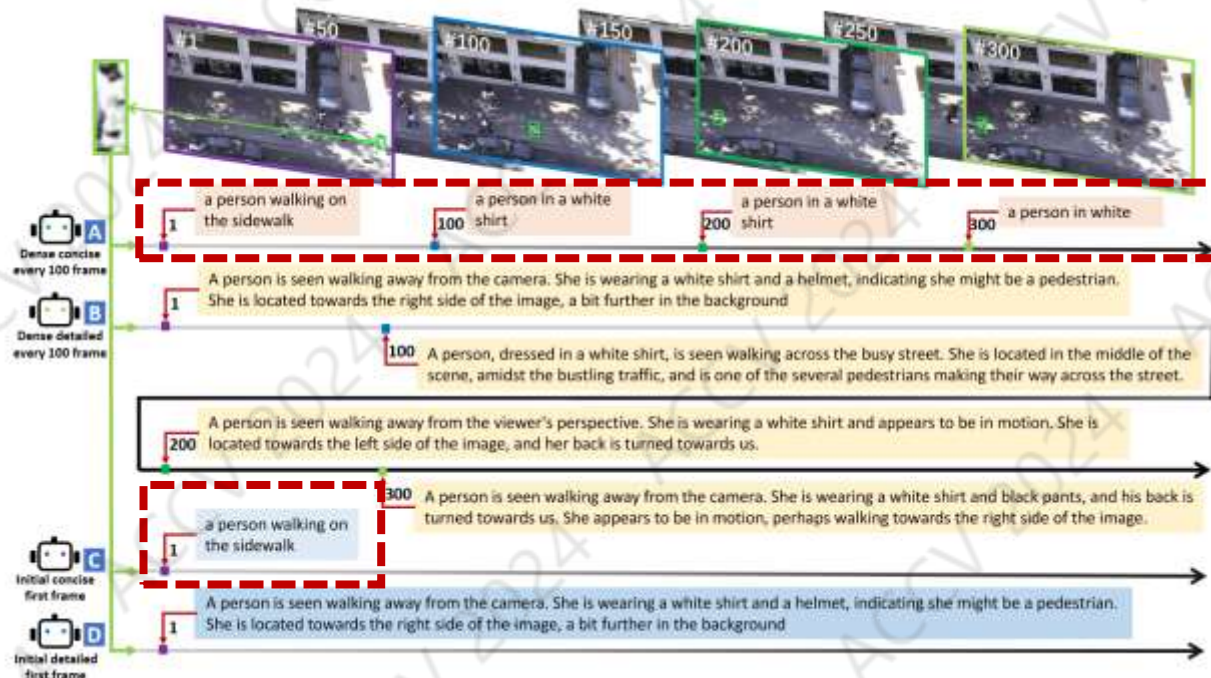 #1
#50
#100
#150
#200
#250
#300
A
Dense concise
every 100 frame
1
a person walking on
the sidewalk
100
a person in a white
shirt
200
a person in a white
shirt
300
a person in white
B
Dense detailed
every 100 frame
1
A person is seen walking away from the camera. She is wearing a white shirt and a helmet, indicating she might be a pedestrian.
She is located towards the right side of the image, a bit further in the background
100
A person, dressed in a white shirt, is seen walking across the busy street. She is located in the middle of the
scene, amidst the bustling traffic, and is one of the several pedestrians making their way across the street.
200
A person is seen walking away from the viewer's perspective. She is wearing a white shirt and appears to be in motion. She is
located towards the left side of the image, and her back is turned towards us.
300
A person is seen walking away from the camera. She is wearing a white shirt and black pants, and his back is
turned towards us. She appears to be in motion, perhaps walking towards the right side of the image.
C
Initial concise
first frame
1
a person walking on
the sidewalk
D
Initial detailed
first frame
1
A person is seen walking away from the camera. She is wearing a white shirt and a helmet, indicating she might be a pedestrian.
She is located towards the right side of the image, a bit further in the background
ACCV 2024